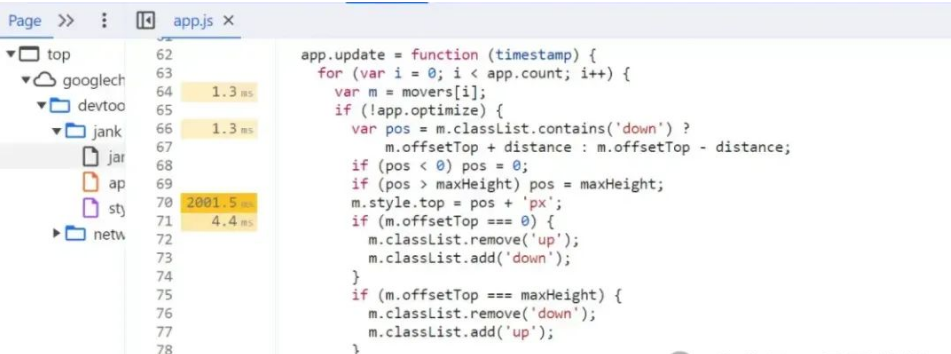 Page
app.js
top
googlech
devtoo
jank
jar
ap
sty
netw
62 app.update = function (timestamp) {
63 for (var i = 0; i < app.count; i++) {
64 1.3 ms var m = movers[i];
65 if (!app.optimize) {
66 1.3 ms var pos = m.classList.contains('down') ?
67 m.offsetTop + distance : m.offsetTop - distance;
68 if (pos < 0) pos = 0;
69 if (pos > maxHeight) pos = maxHeight;
70 2001.5 ms m.style.top = pos + 'px';
71 4.4 ms if (m.offsetTop === 0) {
72 m.classList.remove('up');
73 m.classList.add('down');
74 }
75 if (m.offsetTop === maxHeight) {
76 m.classList.remove('down');
77 m.classList.add('up');
78 }